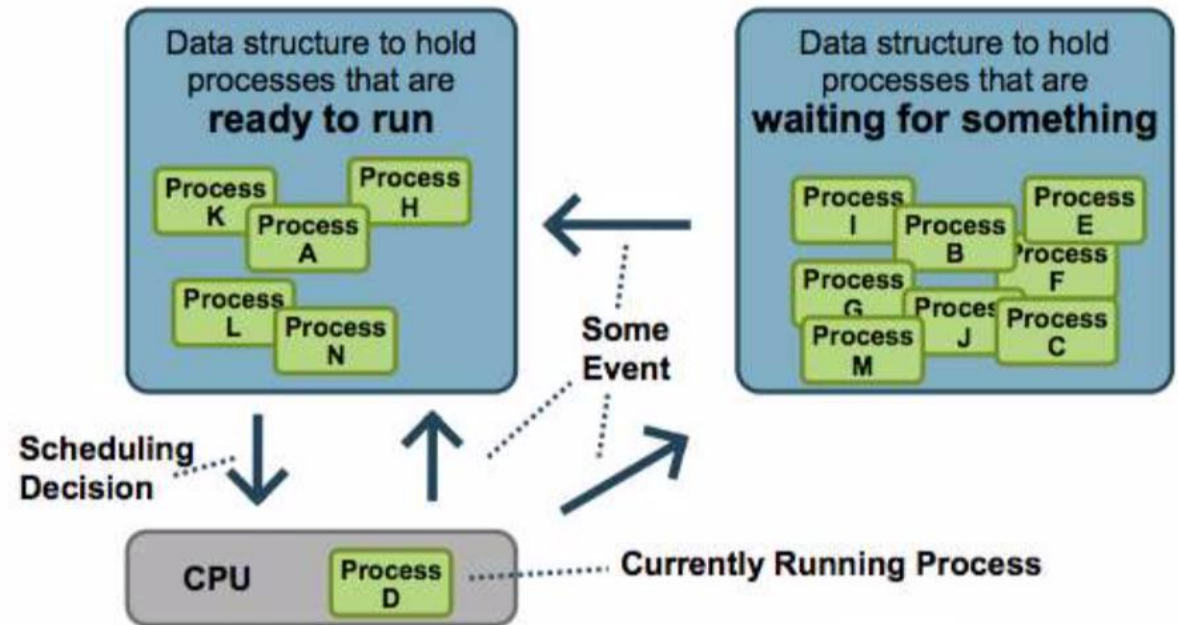 Data structure to hold
processes that are
ready to run
Process
K
Process
H
Process
A
Process
L
Process
N
Data structure to hold
processes that are
waiting for something
Process
I
Process
E
Process
B
Process
F
Process
G
Process
J
Process
C
Process
M
Some
Event
Scheduling
Decision
CPU
Process
D
Currently Running Process